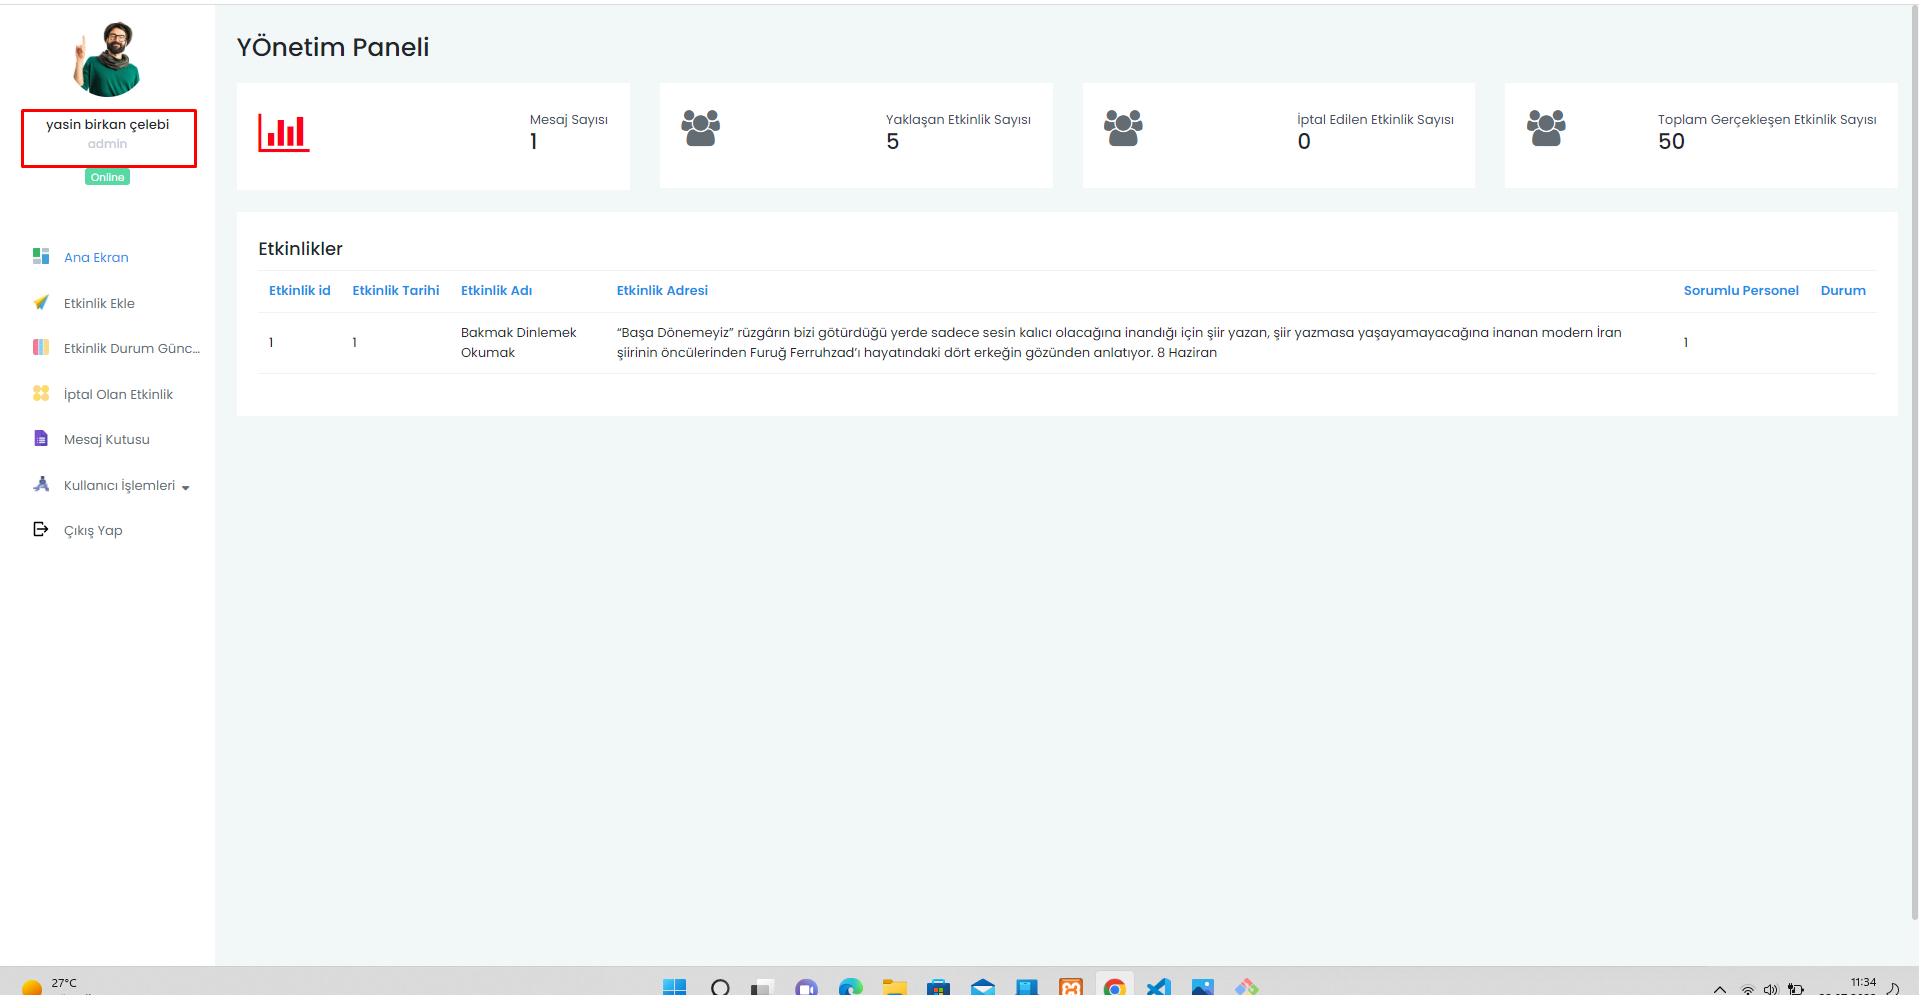 yasin birkan çelebi
admin
Online
Ana Ekran
Etkinlik Ekle
Etkinlik Durum Günc...
İptal Olan Etkinlik
Mesaj Kutusu
Kullanıcı İşlemleri
Çıkış Yap
YÖnetim Paneli
Mesaj Sayısı
1
Yaklaşan Etkinlik Sayısı
5
İptal Edilen Etkinlik Sayısı
0
Toplam Gerçekleşen Etkinlik Sayısı
50
Etkinlikler
Etkinlik id Etkinlik Tarihi Etkinlik Adı Etkinlik Adresi Sorumlu Personel Durum
1 1 Bakmak Dinlemek Okumak “Başa Dönemeyiz” rüzgârın bizi götürdüğü yerde sadece sesin kalıcı olacağına inandığı için şiir yazan, şiir yazmasa yaşayamayacağına inanan modern İran
şiirinin öncülerinden Furuğ Ferruhzad’ı hayatındaki dört erkeğin gözünden anlatıyor. 8 Haziran 1
27°C
11:34